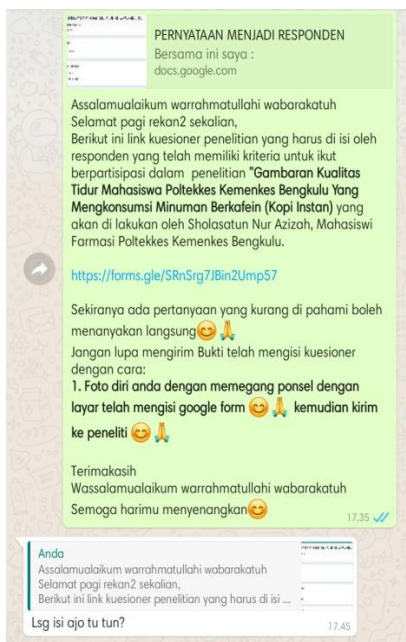 PERNYATAAN MENJADI RESPONDEN
Bersama ini saya :
docs.google.com
Assalamualaikum warrahmatullahi wabarakatuh
Selamat pagi rekan2 sekalian,
Berikut ini link kuesioner penelitian yang harus di isi oleh
responden yang telah memiliki kriteria untuk ikut
berpartisipasi dalam penelitian "Gambaran Kualitas
Tidur Mahasiswa Poltekkes Kemenkes Bengkulu Yang
Mengkonsumsi Minuman Berkafein (Kopi Instan) yang
akan di lakukan oleh Sholasatun Nur Azizah, Mahasiswi
Farmasi Poltekkes Kemenkes Bengkulu.
https://forms.gle/SRnSrg7JBin2Ump57
Sekiranya ada pertanyaan yang kurang di pahami boleh
menanyakan langsung😊🙏
Jangan lupa mengirim Bukti telah mengisi kuesioner
dengan cara:
1. Foto diri anda dengan memegang ponsel dengan
layar telah mengisi google form 😊🙏 kemudian kirim
ke peneliti 😊🙏
Terimakasih
Wassalamualaikum warrahmatullahi wabarakatuh
Semoga harimu menyenangkan😊
17.35
Anda
Assalamualaikum warrahmatullahi wabarakatuh
Selamat pagi rekan2 sekalian,
Berikut ini link kuesioner penelitian yang harus di isi ...
Lsg isi ajo tu tun?
17.45